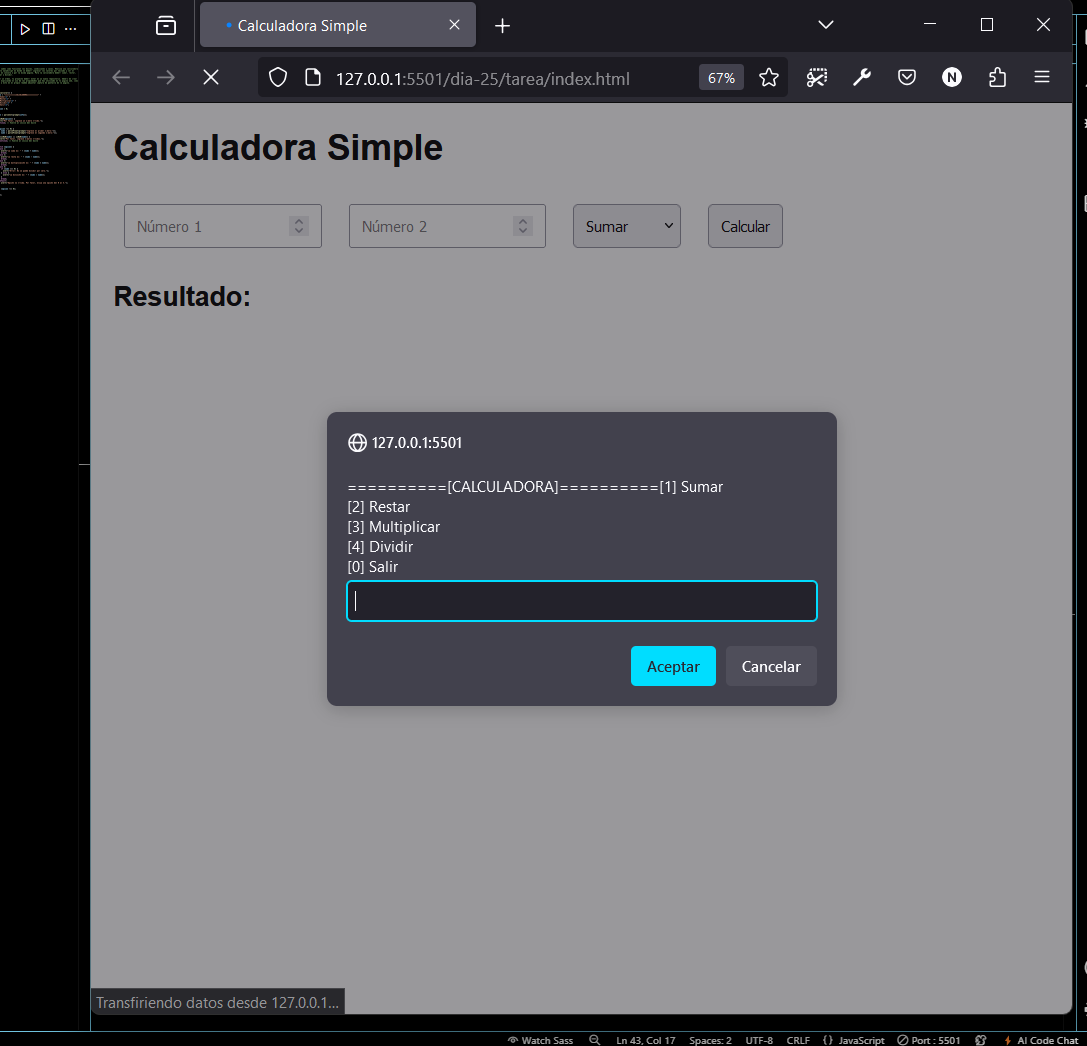 Calculadora Simple
127.0.0.1:5501/dia-25/tarea/index.html
67%
N
Calculadora Simple
Número 1
Número 2
Sumar
Calcular
Resultado:
127.0.0.1:5501
==========[CALCULADORA]==========[1] Sumar
[2] Restar
[3] Multiplicar
[4] Dividir
[0] Salir
Aceptar
Cancelar
Transfiriendo datos desde 127.0.0.1...
Watch Sass
Ln 43, Col 17
Spaces: 2
UTF-8
CRLF
{} JavaScript
Port : 5501
AI Code Chat